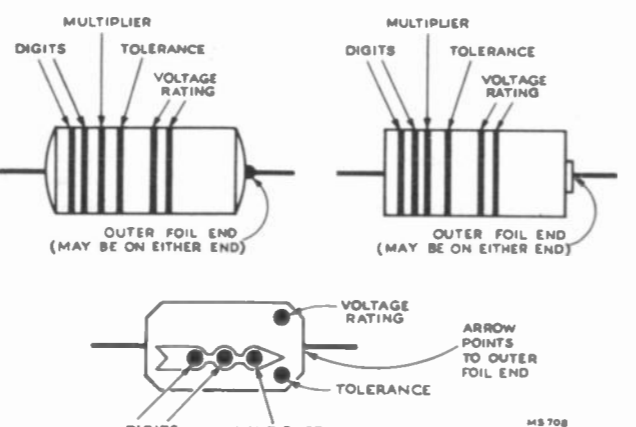 MULTIPLIER
DIGITS
TOLERANCE
VOLTAGE
RATING
OUTER FOIL END
(MAY BE ON EITHER END)
MULTIPLIER
DIGITS
TOLERANCE
VOLTAGE
RATING
OUTER FOIL END
(MAY BE ON EITHER END)
VOLTAGE
RATING
ARROW
POINTS
TO OUTER
FOIL END
TOLERANCE
DIGITS
MS 708